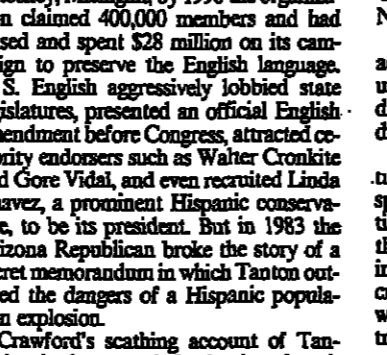 n claimed 400,000 members and had
sed and spent $28 million on its cam-
ign to preserve the English language.
S. English aggressively lobbied state
gislatures, presented an official English
nendment before Congress, attracted ce-
brity endorsers such as Walter Cronkite
d Gore Vidal, and even recruited Linda
avez, a prominent Hispanic conserva-
e, to be its president. But in 1983 the
izona Republican broke the story of a
cret memorandum in which Tanton out-
ed the dangers of a Hispanic popula-
n explosion.
Crawford's scathing account of Tan-